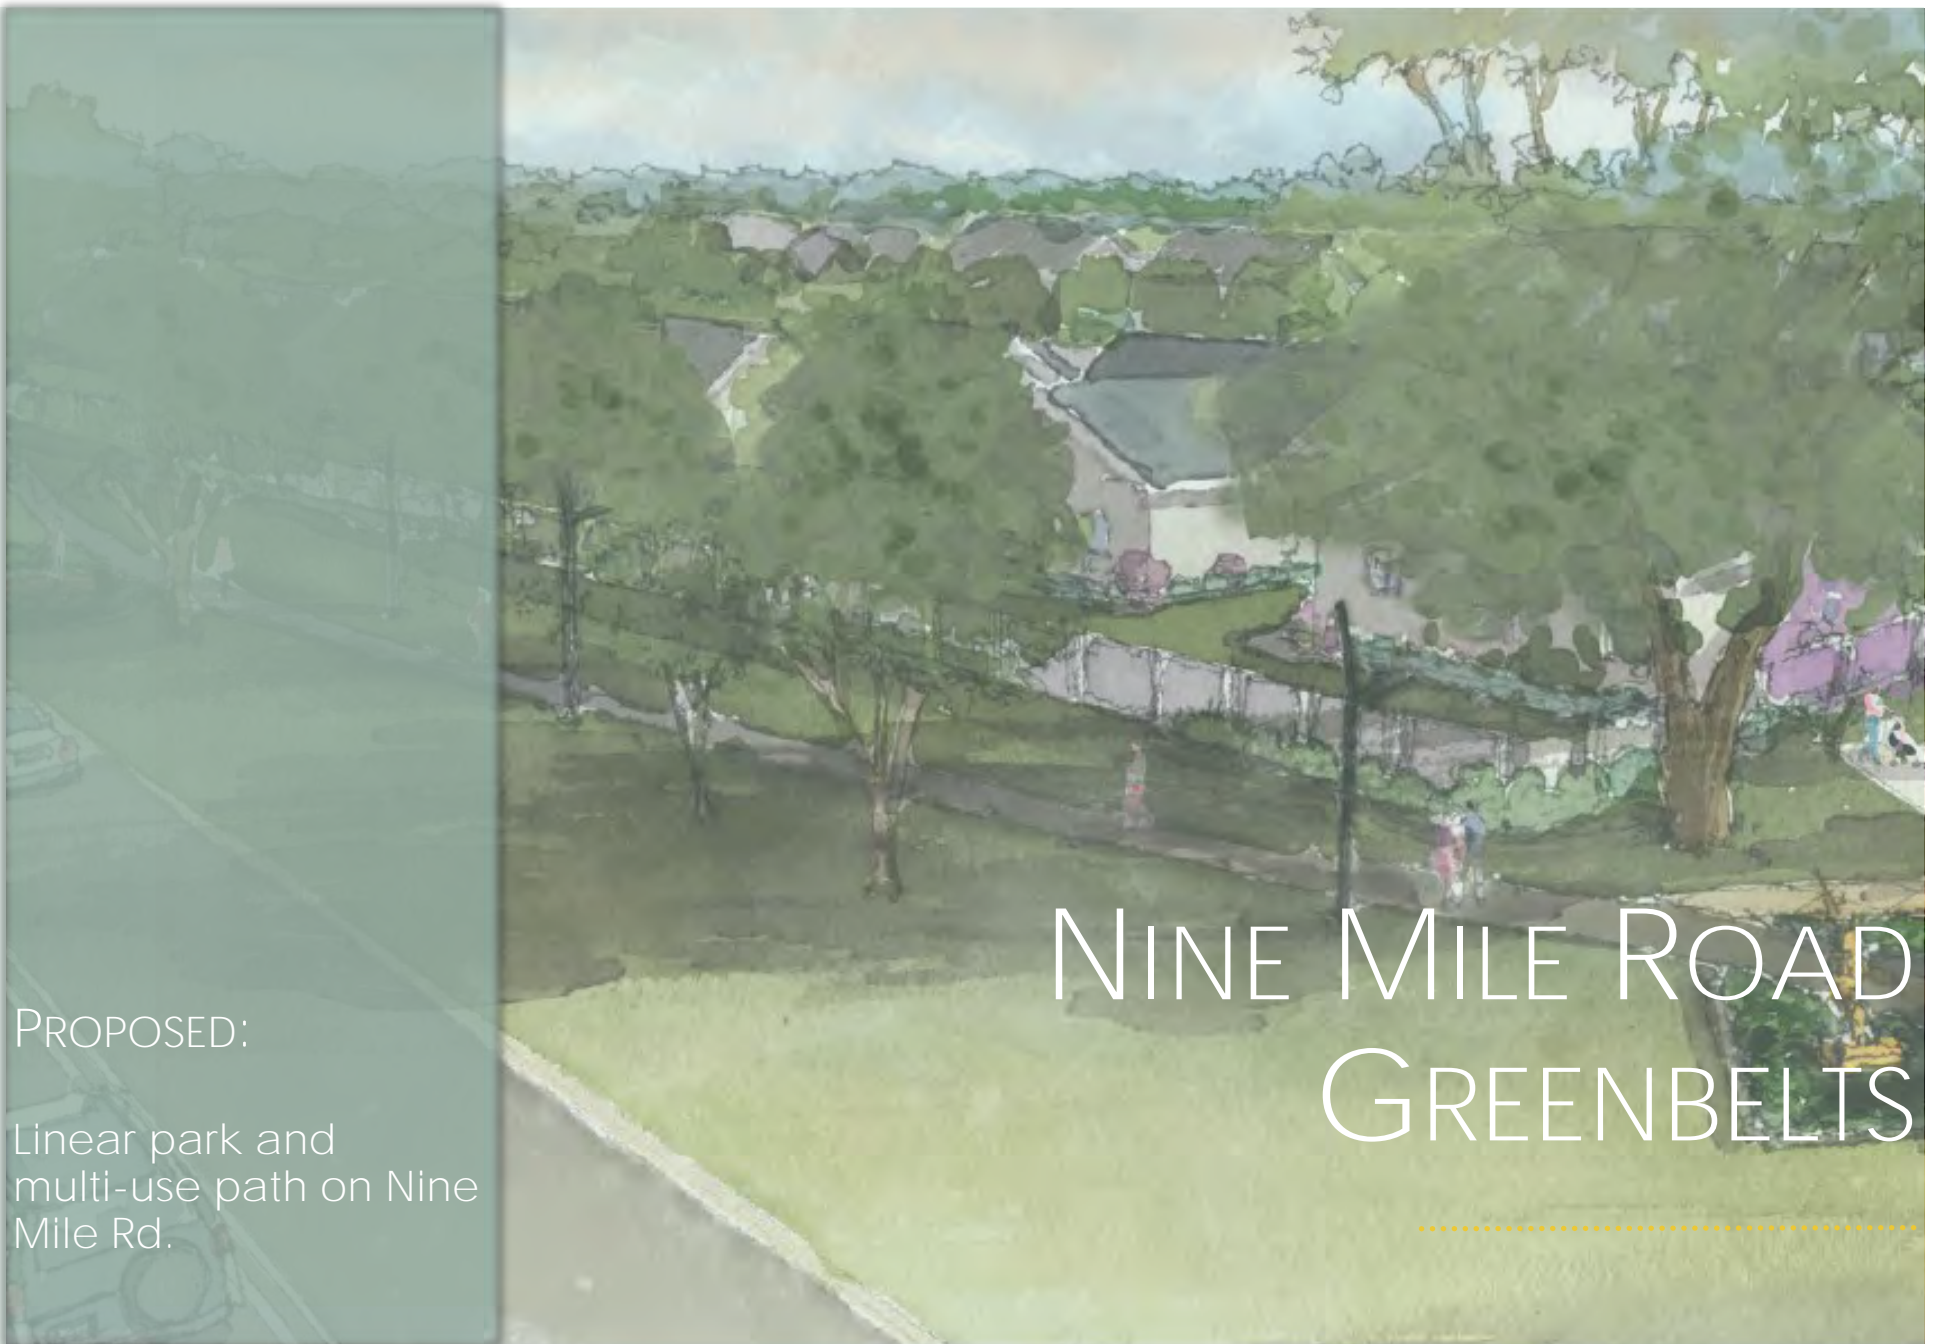 NINE MILE ROAD
GREENBELTS
PROPOSED:
Linear park and
multi-use path on Nine
Mile Rd.